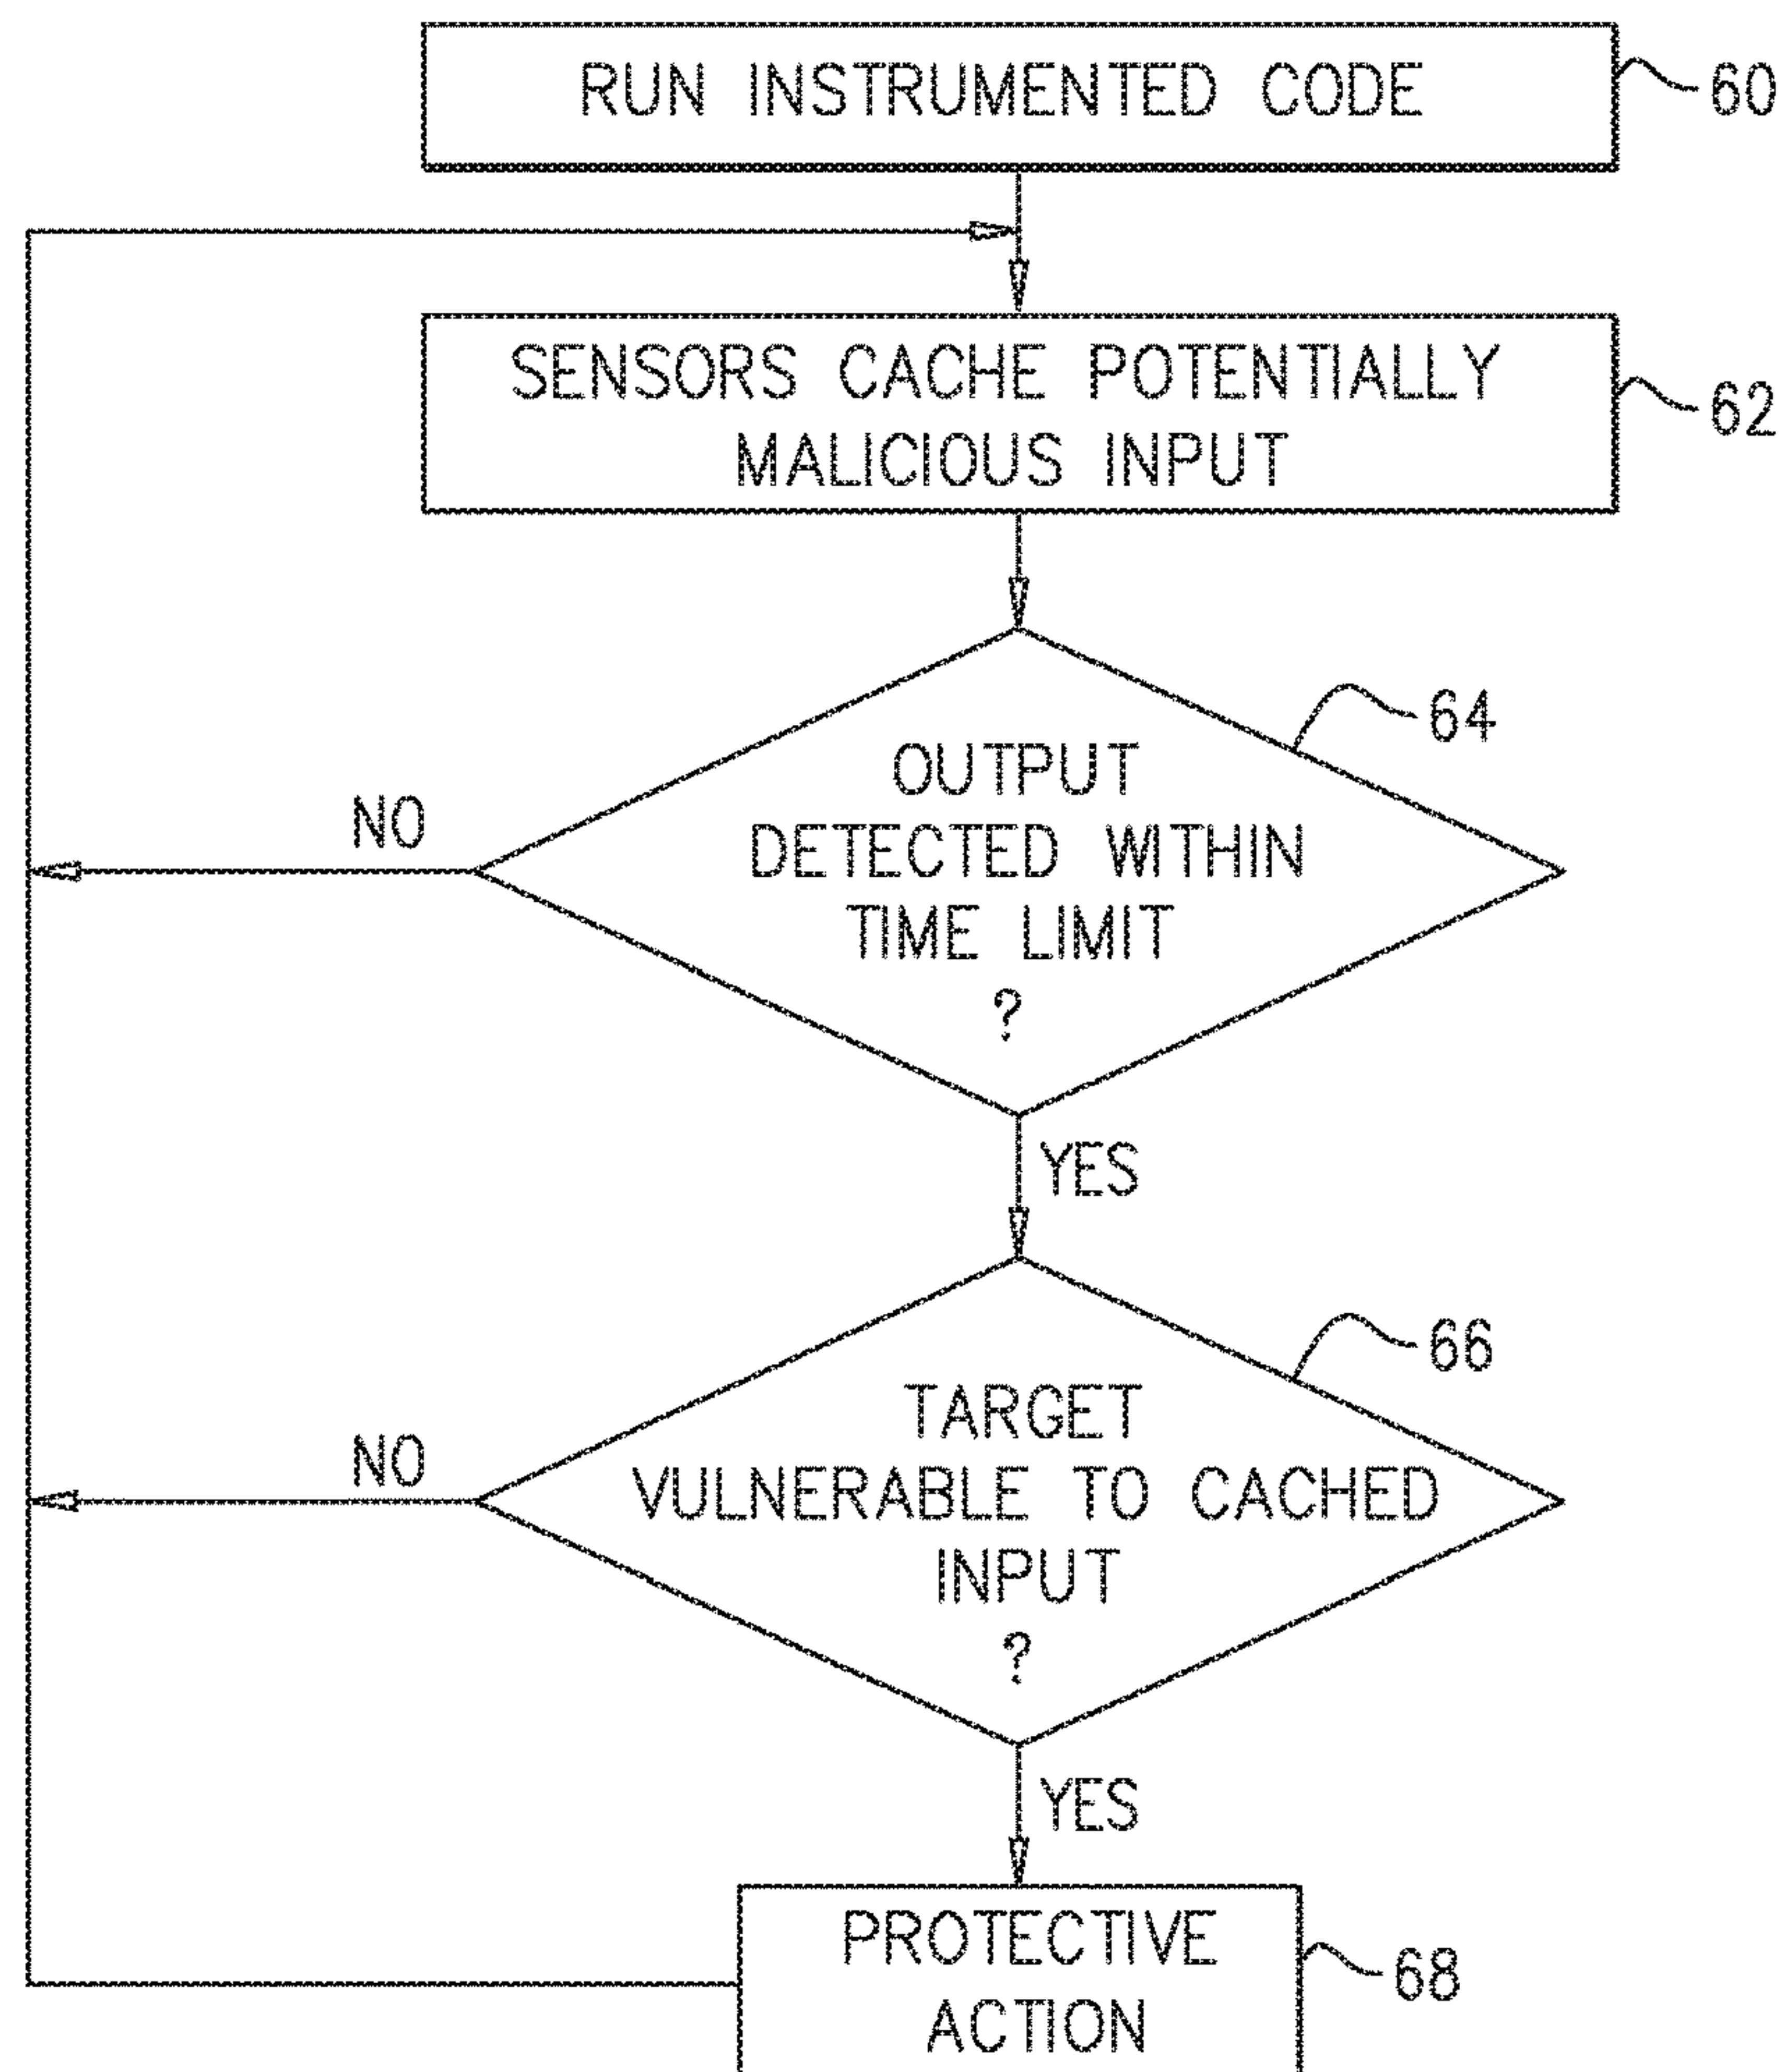 RUN INSTRUMENTED CODE
60
SENSORS CACHE POTENTIALLY
MALICIOUS INPUT
62
64
OUTPUT
DETECTED WITHIN
TIME LIMIT
?
NO
YES
66
TARGET
VULNERABLE TO CACHED
INPUT
?
NO
YES
PROTECTIVE
ACTION
68